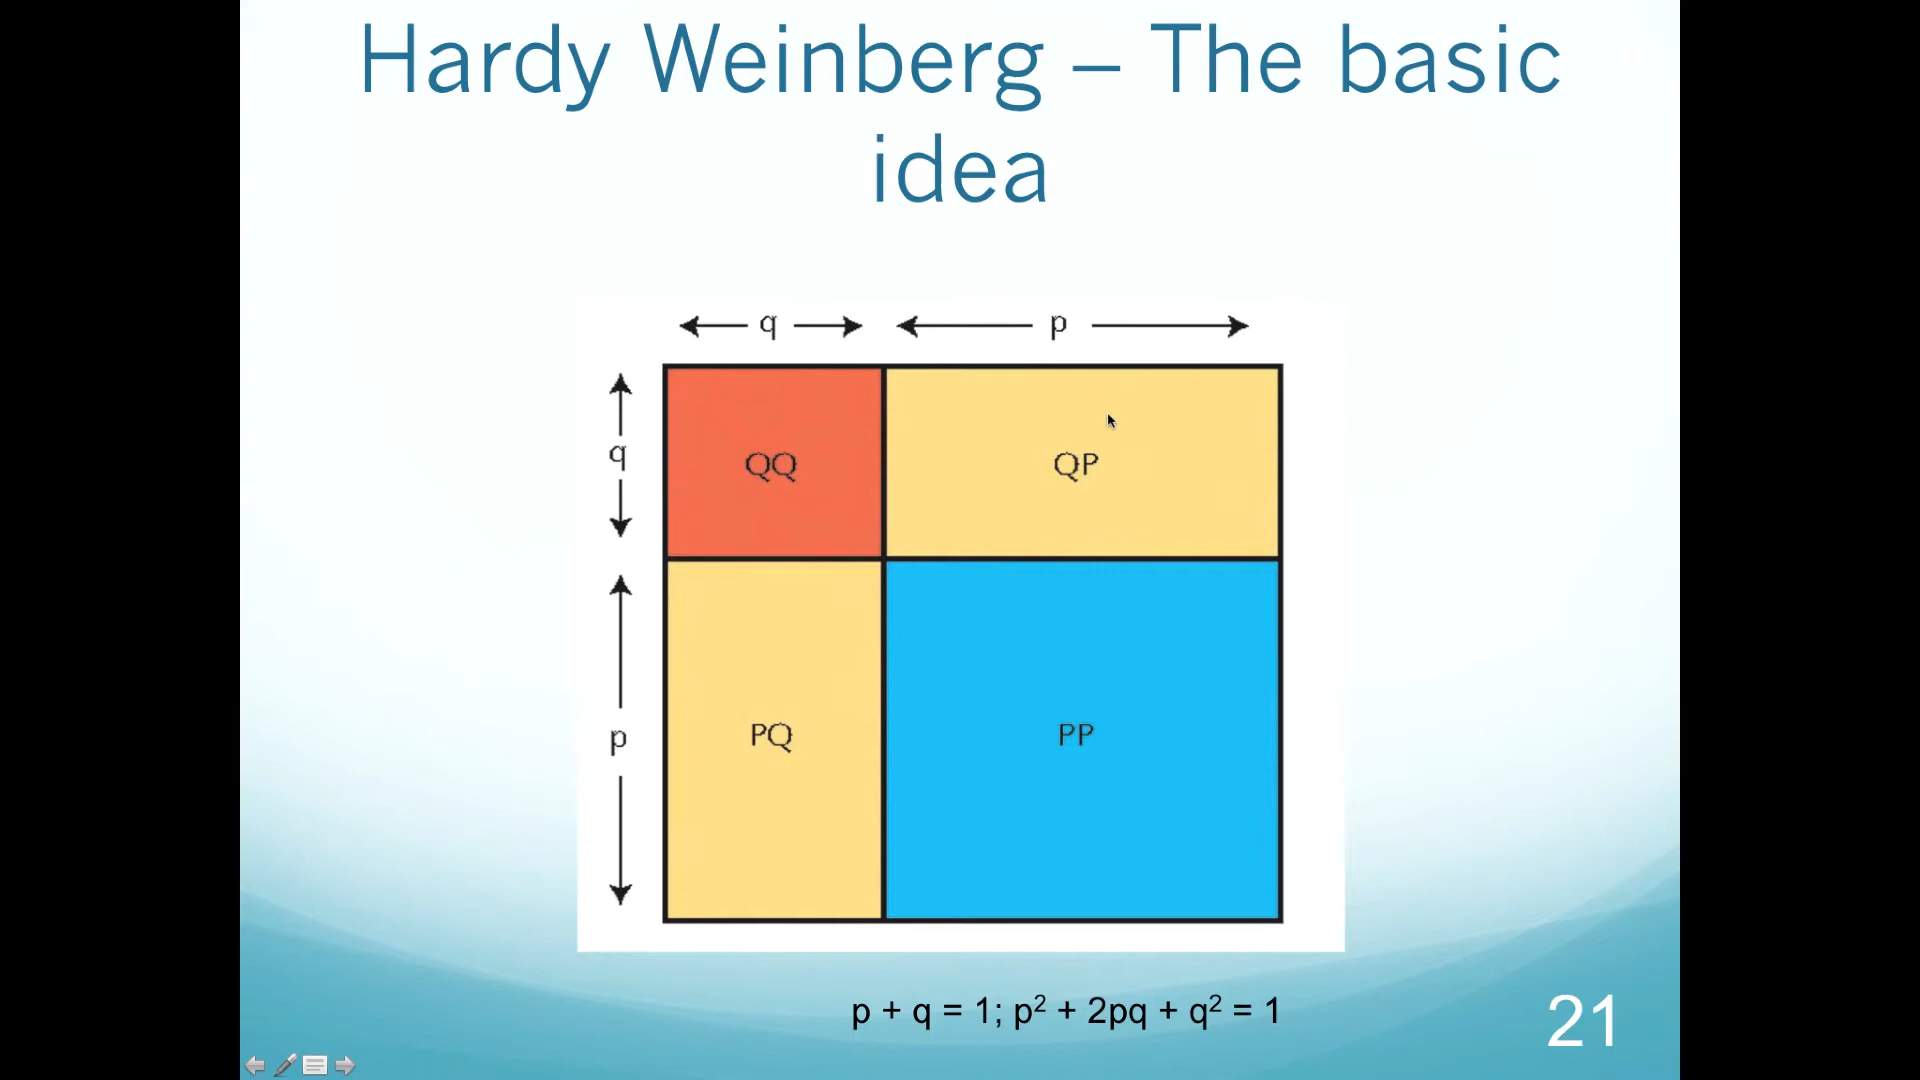 Hardy Weinberg – The basic
idea
q p
q
QQ QP
p
PQ PP
p + q = 1; p² + 2pq + q² = 1
21